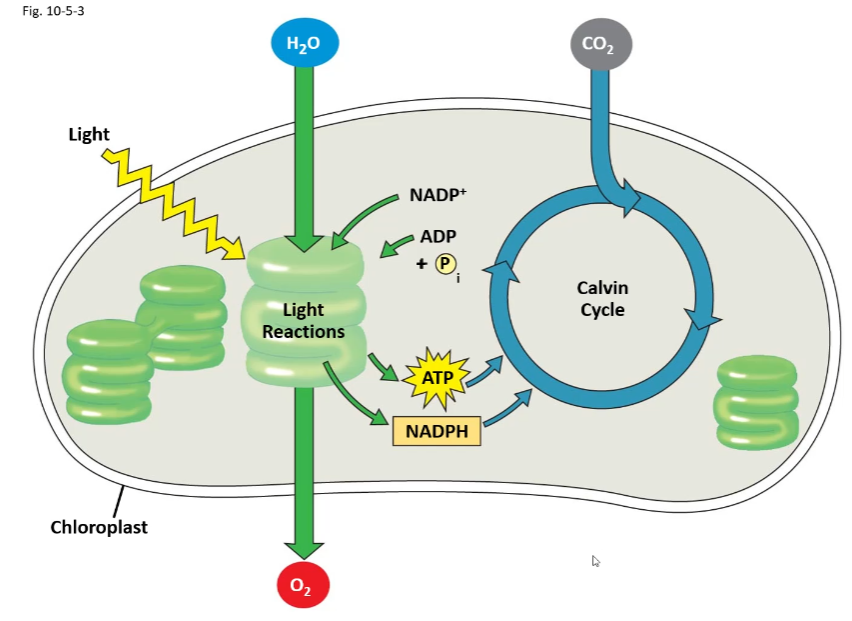 Fig. 10-5-3
H₂O
CO₂
Light
NADP⁺
ADP
+ P i
Light
Reactions
Calvin
Cycle
ATP
NADPH
Chloroplast
O₂